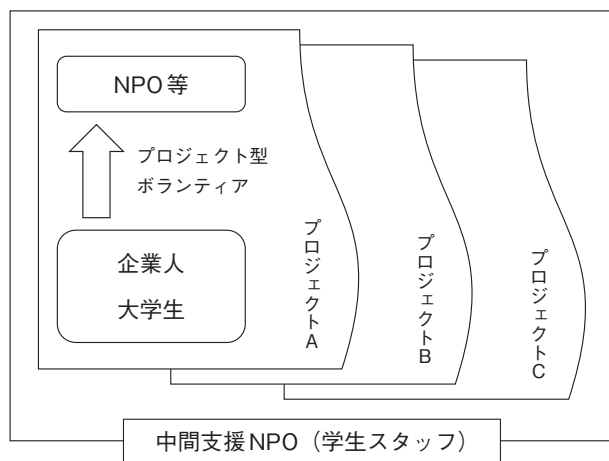 NPO等
プロジェクト型
ボランティア
企業人
大学生
プロジェクトA
プロジェクトB
プロジェクトC
中間支援NPO（学生スタッフ）